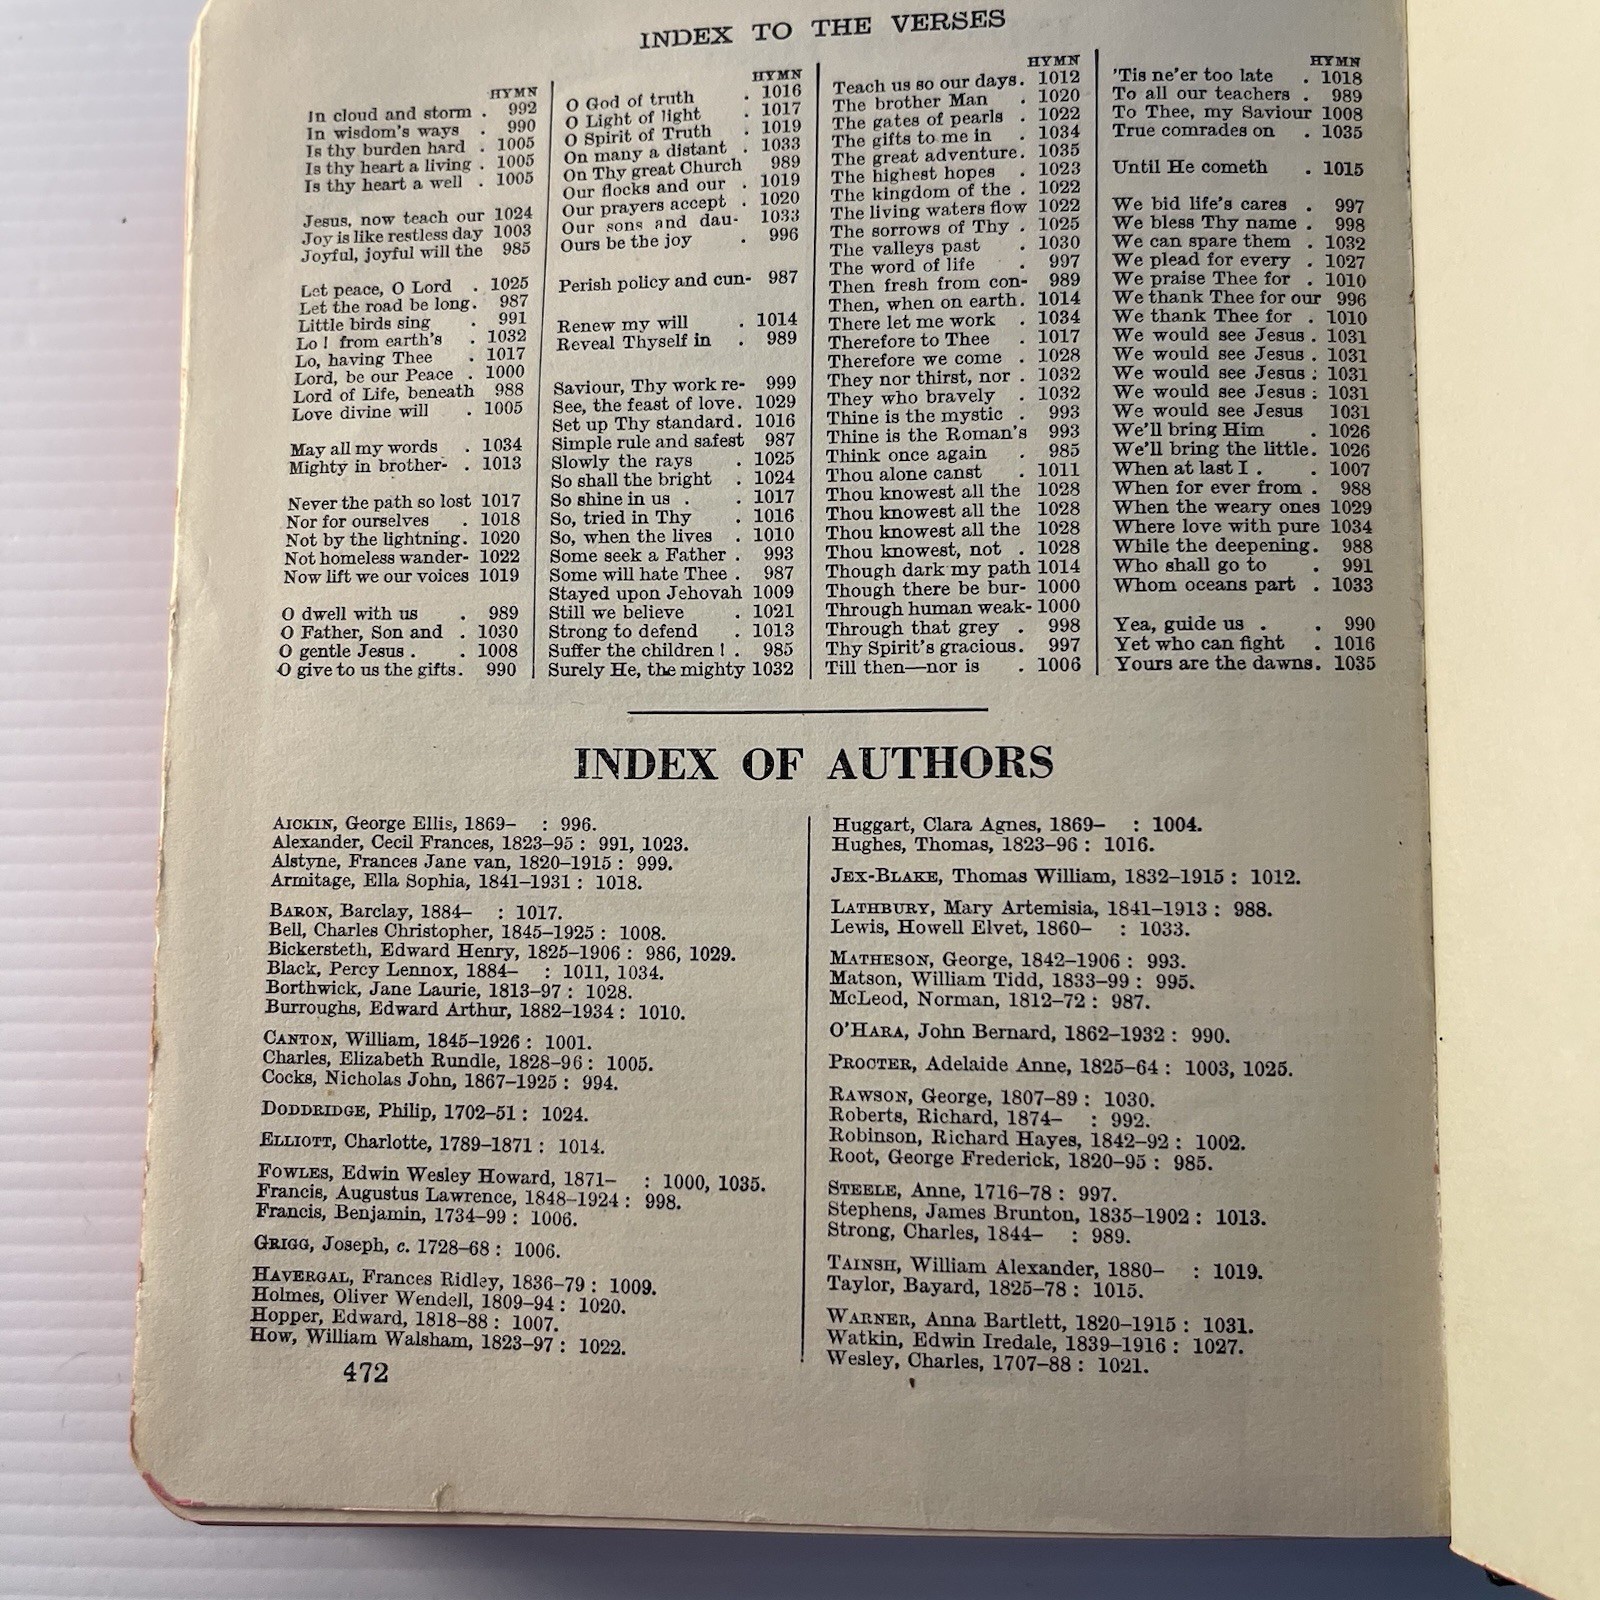 INDEX TO THE VERSES
HYMN
In cloud and storm . 992
In wisdom's ways . 990
Is thy burden hard . 1005
Is thy heart a living . 1005
Is thy heart a well . 1005
Jesus, now teach our 1024
Joy is like restless day 1003
Joyful, joyful will the 985
Let peace, O Lord . 1025
Let the road be long. 987
Little birds sing . 991
Lo! from earth's . 1032
Lo, having Thee . 1017
Lord, be our Peace . 1000
Lord of Life, beneath 988
Love divine will . 1005
May all my words . 1034
Mighty in brother- . 1013
Never the path so lost 1017
Nor for ourselves . 1018
Not by the lightning. 1020
Not homeless wander- 1022
Now lift we our voices 1019
O dwell with us . 989
O Father, Son and . 1030
O gentle Jesus . . 1008
O give to us the gifts. 990
HYMN
O God of truth . 1016
O Light of light . 1017
O Spirit of Truth . 1019
On many a distant . 1033
On Thy great Church 989
Our flocks and our . 1019
Our prayers accept . 1020
Our sons and dau- 1033
Ours be the joy . 996
Perish policy and cun- 987
Renew my will . 1014
Reveal Thyself in . 989
Saviour, Thy work re- 999
See, the feast of love. 1029
Set up Thy standard. 1016
Simple rule and safest 987
Slowly the rays . 1025
So shall the bright . 1024
So shine in us . . 1017
So, tried in Thy . 1016
So, when the lives . 1010
Some seek a Father . 993
Some will hate Thee . 987
Stayed upon Jehovah 1009
Still we believe . 1021
Strong to defend . 1013
Suffer the children! . 985
Surely He, the mighty 1032
HYMN
Teach us so our days. 1012
The brother Man . 1020
The gates of pearls . 1022
The gifts to me in . 1034
The great adventure. 1035
The highest hopes . 1023
The kingdom of the . 1022
The living waters flow 1022
The sorrows of Thy . 1025
The valleys past . 1030
The word of life . 997
Then fresh from con- 989
Then, when on earth. 1014
There let me work . 1034
Therefore to Thee . 1017
Therefore we come . 1028
They nor thirst, nor . 1032
They who bravely . 1032
Thine is the mystic . 993
Thine is the Roman's 993
Think once again . 985
Thou alone canst . 1011
Thou knowest all the 1028
Thou knowest all the 1028
Thou knowest all the 1028
Thou knowest, not . 1028
Though dark my path 1014
Though there be bur- 1000
Through human weak- 1000
Through that grey . 998
Thy Spirit's gracious. 997
Till then—nor is . 1006
HYMN
'Tis ne'er too late . 1018
To all our teachers . 989
To Thee, my Saviour 1008
True comrades on . 1035
Until He cometh . 1015
We bid life's cares . 997
We bless Thy name . 998
We can spare them . 1032
We plead for every . 1027
We praise Thee for . 1010
We thank Thee for our 996
We thank Thee for . 1010
We would see Jesus . 1031
We would see Jesus . 1031
We would see Jesus . 1031
We would see Jesus . 1031
We would see Jesus 1031
We'll bring Him . 1026
We'll bring the little. 1026
When at last I . . 1007
When for ever from . 988
When the weary ones 1029
Where love with pure 1034
While the deepening. 988
Who shall go to . 991
Whom oceans part . 1033
Yea, guide us . . 990
Yet who can fight . 1016
Yours are the dawns. 1035
INDEX OF AUTHORS
AICKIN, George Ellis, 1869– : 996.
Alexander, Cecil Frances, 1823–95 : 991, 1023.
Alstyne, Frances Jane van, 1820–1915 : 999.
Armitage, Ella Sophia, 1841–1931 : 1018.
BARON, Barclay, 1884– : 1017.
Bell, Charles Christopher, 1845–1925 : 1008.
Bickersteth, Edward Henry, 1825–1906 : 986, 1029.
Black, Percy Lennox, 1884– : 1011, 1034.
Borthwick, Jane Laurie, 1813–97 : 1028.
Burroughs, Edward Arthur, 1882–1934 : 1010.
CANTON, William, 1845–1926 : 1001.
Charles, Elizabeth Rundle, 1828–96 : 1005.
Cocks, Nicholas John, 1867–1925 : 994.
DODDRIDGE, Philip, 1702–51 : 1024.
ELLIOTT, Charlotte, 1789–1871 : 1014.
FOWLES, Edwin Wesley Howard, 1871– : 1000, 1035.
Francis, Augustus Lawrence, 1848–1924 : 998.
Francis, Benjamin, 1734–99 : 1006.
GRIGG, Joseph, c. 1728–68 : 1006.
HAVERGAL, Frances Ridley, 1836–79 : 1009.
Holmes, Oliver Wendell, 1809–94 : 1020.
Hopper, Edward, 1818–88 : 1007.
How, William Walsham, 1823–97 : 1022.
472
Huggart, Clara Agnes, 1869– : 1004.
Hughes, Thomas, 1823–96 : 1016.
JEX-BLAKE, Thomas William, 1832–1915 : 1012.
LATHBURY, Mary Artemisia, 1841–1913 : 988.
Lewis, Howell Elvet, 1860– : 1033.
MATHESON, George, 1842–1906 : 993.
Matson, William Tidd, 1833–99 : 995.
McLeod, Norman, 1812–72 : 987.
O'HARA, John Bernard, 1862–1932 : 990.
PROCTER, Adelaide Anne, 1825–64 : 1003, 1025.
RAWSON, George, 1807–89 : 1030.
Roberts, Richard, 1874– : 992.
Robinson, Richard Hayes, 1842–92 : 1002.
Root, George Frederick, 1820–95 : 985.
STEELE, Anne, 1716–78 : 997.
Stephens, James Brunton, 1835–1902 : 1013.
Strong, Charles, 1844– : 989.
TAINSH, William Alexander, 1880– : 1019.
Taylor, Bayard, 1825–78 : 1015.
WARNER, Anna Bartlett, 1820–1915 : 1031.
Watkin, Edwin Iredale, 1839–1916 : 1027.
Wesley, Charles, 1707–88 : 1021.